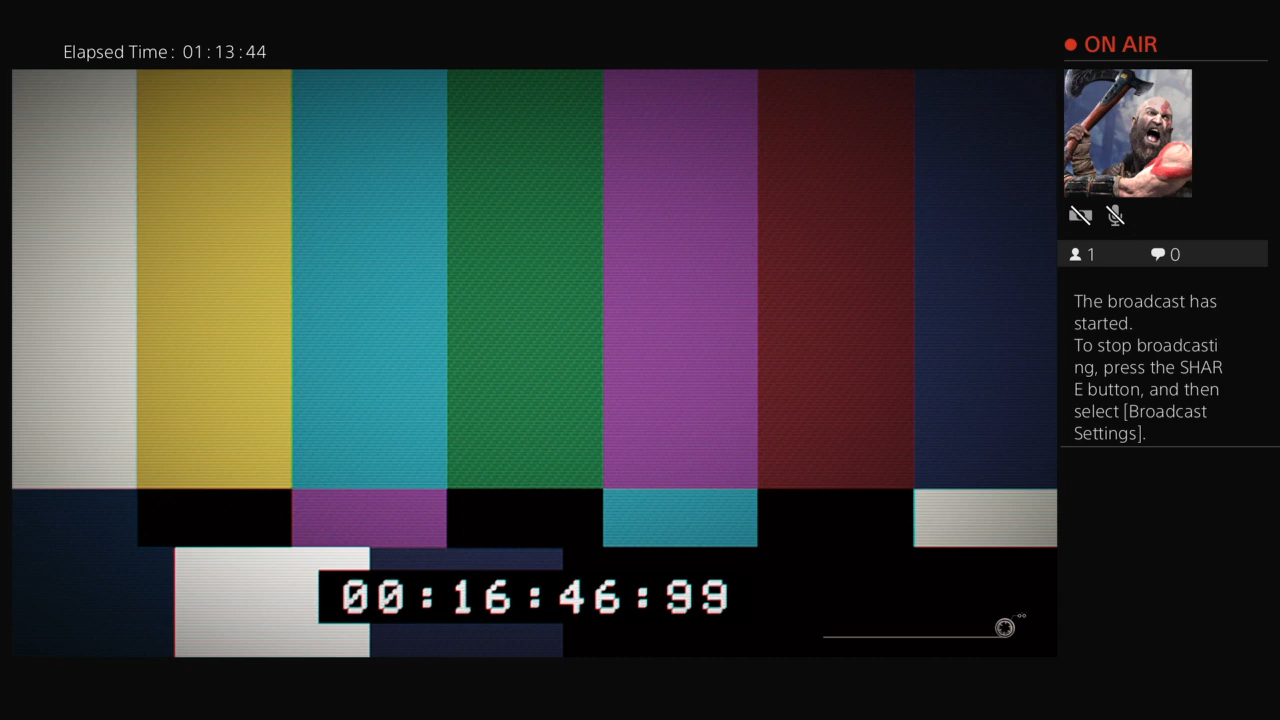 Elapsed Time: 01:13:44
ON AIR
1
0
The broadcast has
started.
To stop broadcasti
ng, press the SHAR
E button, and then
select [Broadcast
Settings].
00:16:46:99